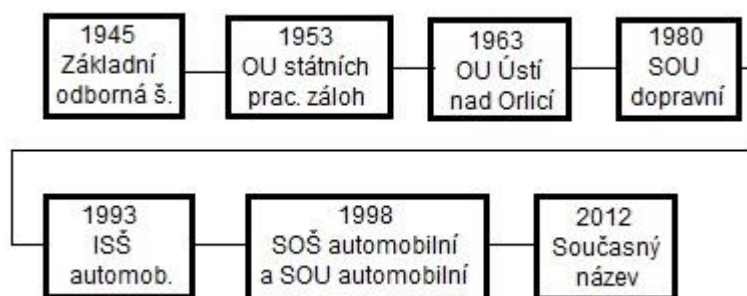 1945
Základní
odborná š.
1953
OU státních
prac. záloh
1963
OU Ústí
nad Orlicí
1980
SOU
dopravní
1993
ISŠ
automob.
1998
SOŠ automobilní
a SOU automobilní
2012
Současný
název